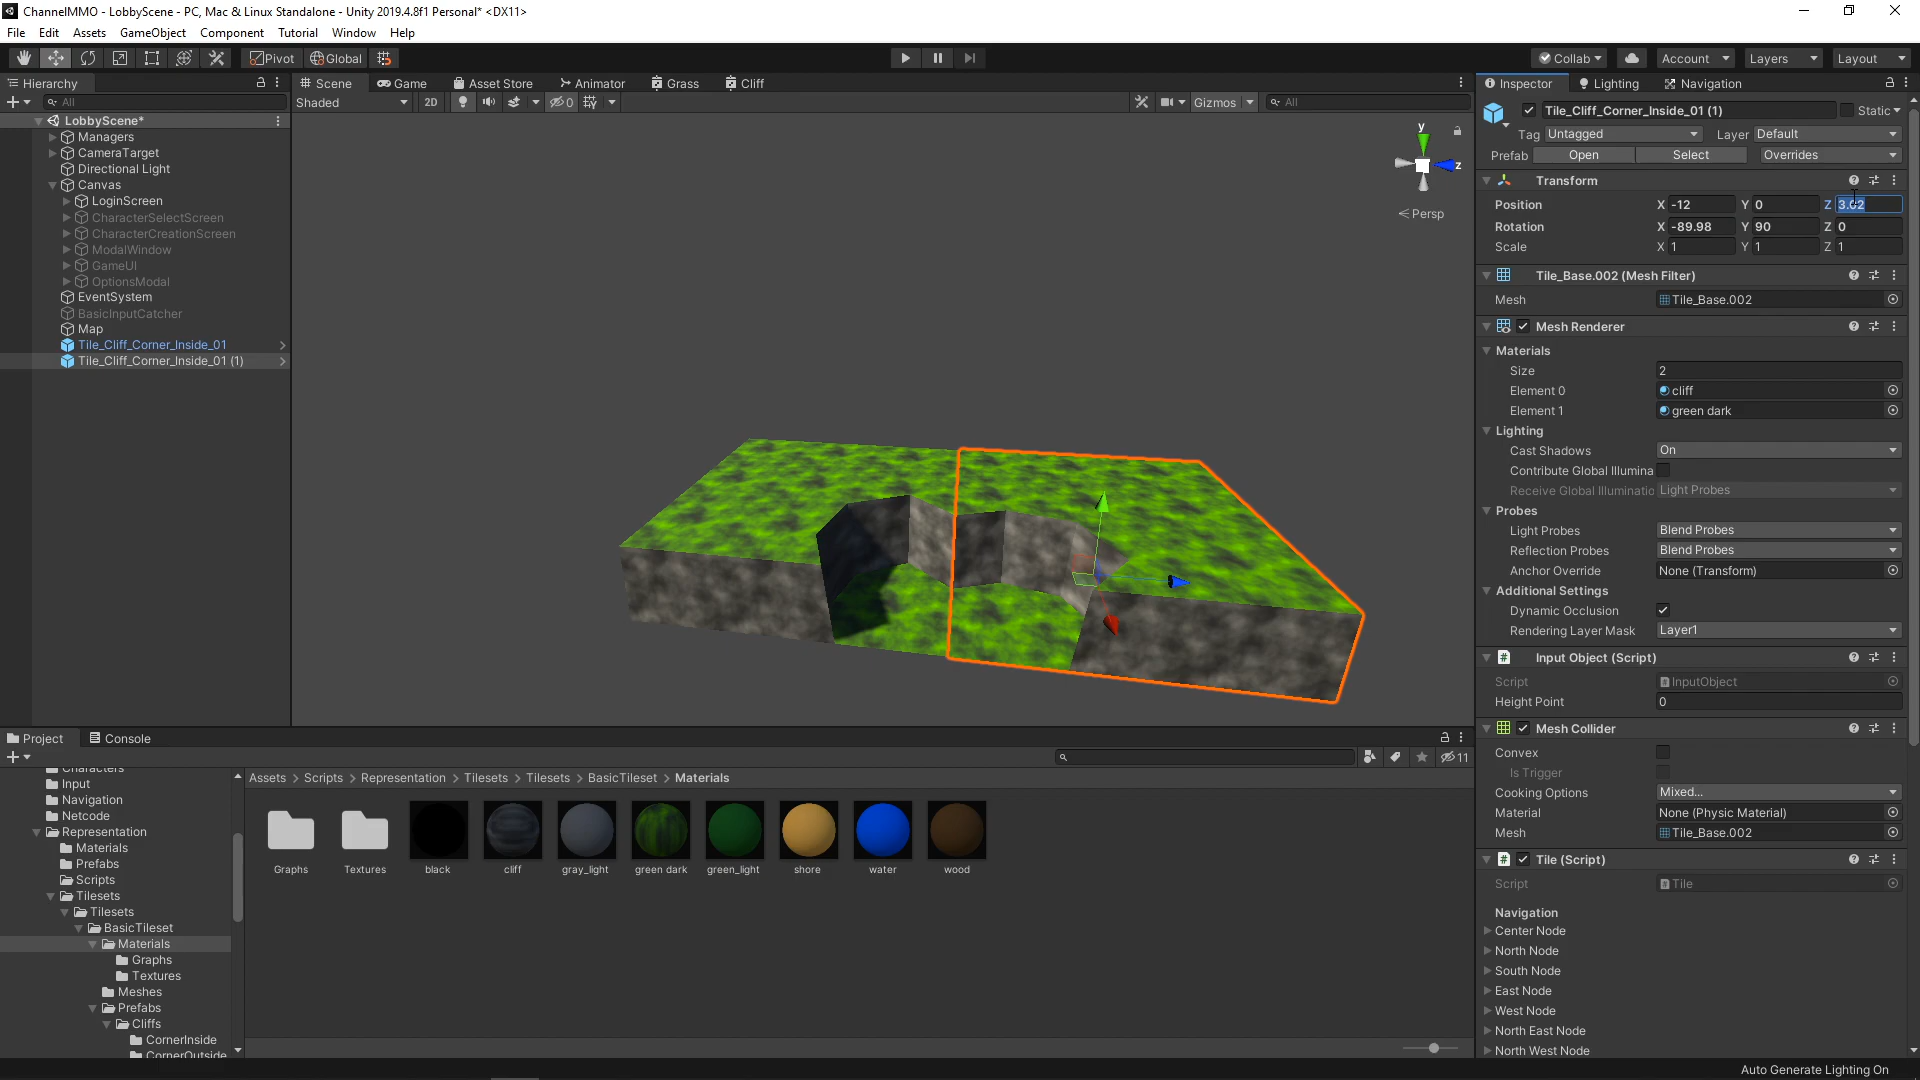 ChannelMMO - LobbyScene - PC, Mac & Linux Standalone - Unity 2019.4.8f1 Personal* <DX11>
File Edit Assets GameObject Component Tutorial Window Help
Pivot Global Collab Account Layers Layout
Hierarchy Scene Game Asset Store Animator Grass Cliff Inspector Lighting Navigation
All Shaded 2D 0 Gizmos All
LobbyScene*
Managers
CameraTarget
Directional Light
Canvas
LoginScreen
CharacterSelectScreen
CharacterCreationScreen
ModalWindow
GameUI
OptionsModal
EventSystem
BasicInputCatcher
Map
Tile_Cliff_Corner_Inside_01
Tile_Cliff_Corner_Inside_01 (1)
y
z
Persp
Tile_Cliff_Corner_Inside_01 (1) Static
Tag Untagged Layer Default
Prefab Open Select Overrides
Transform
Position X -12 Y 0 Z 3.02
Rotation X -89.98 Y 90 Z 0
Scale X 1 Y 1 Z 1
Tile_Base.002 (Mesh Filter)
Mesh Tile_Base.002
Mesh Renderer
Materials
Size 2
Element 0 cliff
Element 1 green dark
Lighting
Cast Shadows On
Contribute Global Illumina
Receive Global Illuminatio Light Probes
Probes
Light Probes Blend Probes
Reflection Probes Blend Probes
Anchor Override None (Transform)
Additional Settings
Dynamic Occlusion
Rendering Layer Mask Layer1
Input Object (Script)
Script InputObject
Height Point 0
Mesh Collider
Convex
Is Trigger
Cooking Options Mixed...
Material None (Physic Material)
Mesh Tile_Base.002
Tile (Script)
Script Tile
Navigation
Center Node
North Node
South Node
East Node
West Node
North East Node
North West Node
Project Console
11
Characters
Input
Navigation
Netcode
Representation
Materials
Prefabs
Scripts
Tilesets
Tilesets
BasicTileset
Materials
Graphs
Textures
Meshes
Prefabs
Cliffs
CornerInside
CornerOutside
Assets > Scripts > Representation > Tilesets > Tilesets > BasicTileset > Materials
Graphs Textures black cliff gray_light green dark green_light shore water wood
Auto Generate Lighting On